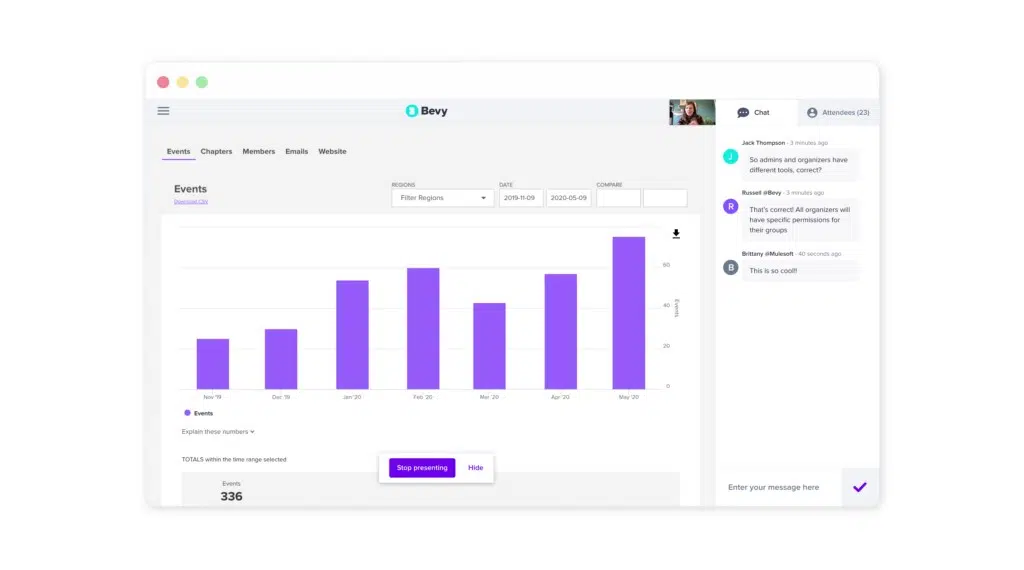 Bevy
Chat
Attendees (23)
Events Chapters Members Emails Website
Events
Download CSV
REGIONS
Filter Regions
DATE
2019-11-09
2020-05-09
COMPARE
60
40
20
0
Events
Nov '19
Dec '19
Jan '20
Feb '20
Mar '20
Apr '20
May '20
Events
Explain these numbers
TOTALS within the time range selected
Events
336
Stop presenting
Hide
Jack Thompson - 3 minutes ago
J
So admins and organizers have
different tools, correct?
Russell @Bevy - 3 minutes ago
R
That's correct! All organizers will
have specific permissions for
their groups
Brittany @Mulesoft - 40 seconds ago
B
This is so cool!!
Enter your message here